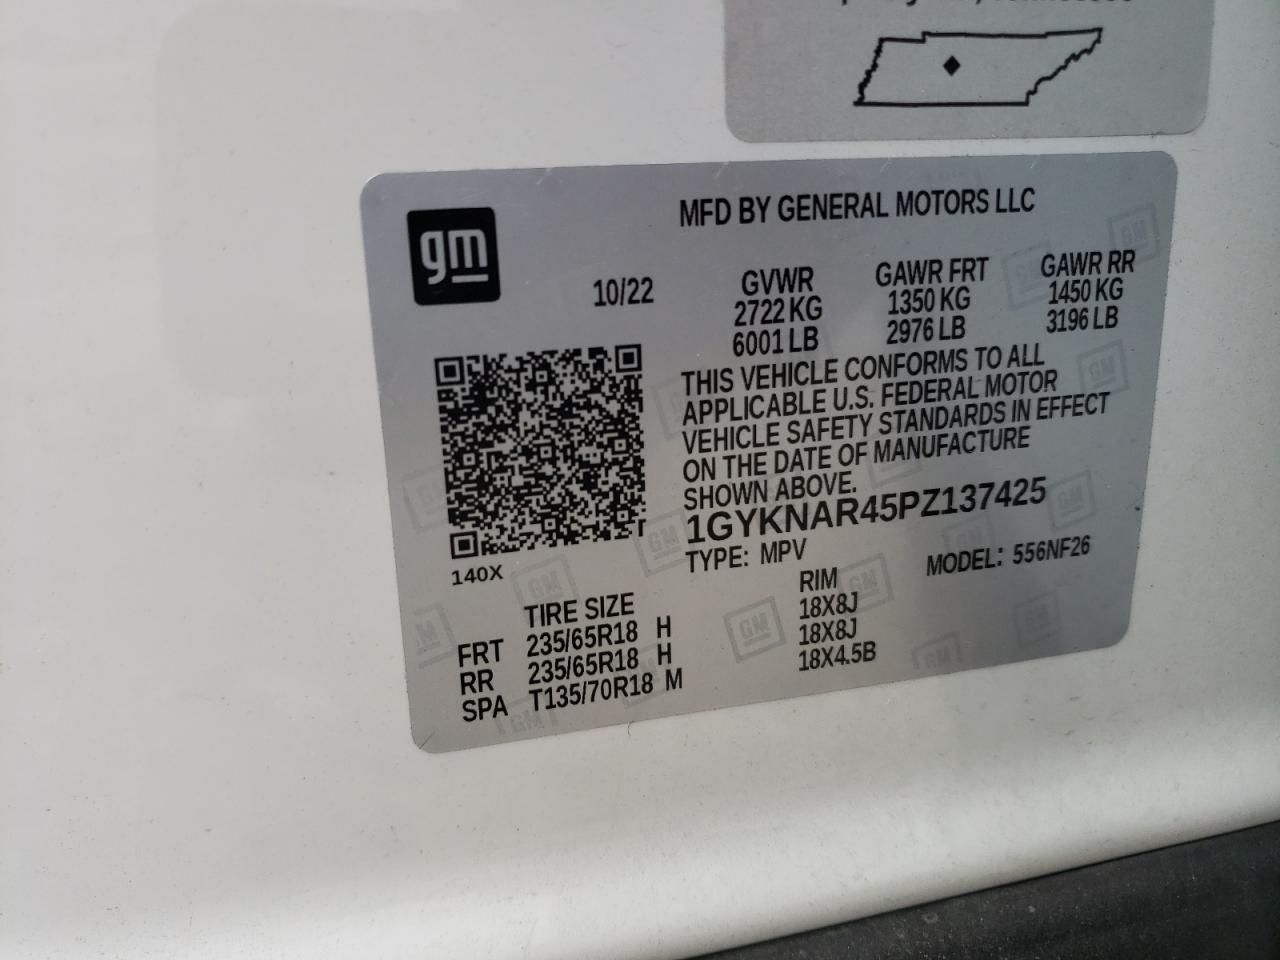 gm
MFD BY GENERAL MOTORS LLC
10/22
GVWR GAWR FRT GAWR RR
2722 KG 1350 KG 1450 KG
6001 LB 2976 LB 3196 LB
THIS VEHICLE CONFORMS TO ALL
APPLICABLE U.S. FEDERAL MOTOR
VEHICLE SAFETY STANDARDS IN EFFECT
ON THE DATE OF MANUFACTURE
SHOWN ABOVE.
1GYKNAR45PZ137425
TYPE: MPV MODEL: 556NF26
140X
TIRE SIZE RIM
FRT 235/65R18 H 18X8J
RR 235/65R18 H 18X8J
SPA T135/70R18 M 18X4.5B